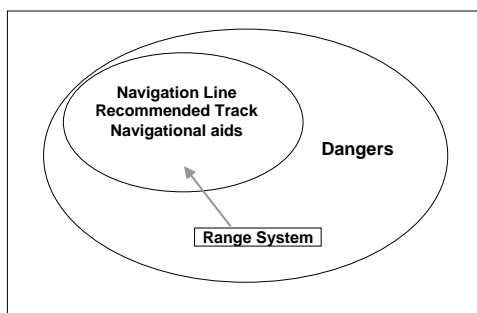 Navigation Line
Recommended Track
Navigational aids
Dangers
Range System